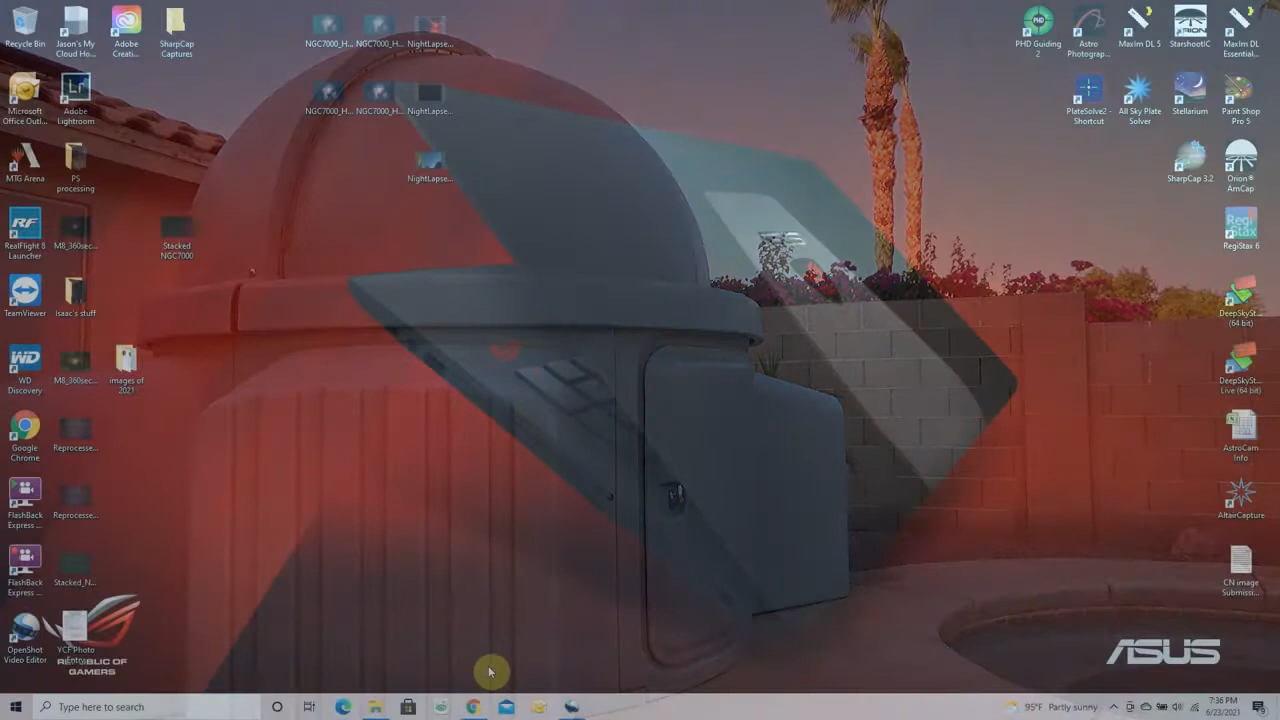 Recycle Bin
Jason's My
Cloud Ho...
Adobe
Creati...
SharpCap
Captures
NGC7000_H...
NGC7000_H...
NightLapse...
PHD Guiding
2
Astro
Photograp...
MaxIm DL 5
StarshootIC
MaxIm DL
Essential...
Microsoft
Office Outl...
Adobe
Lightroom
NGC7000_H...
NGC7000_H...
NightLapse...
PlateSolve2 -
Shortcut
All Sky Plate
Solver
Stellarium
Paint Shop
Pro 5
MTG Arena
PS
processing
NightLapse...
SharpCap 3.2
Orion®
AmCap
RealFlight 8
Launcher
M8_360sec...
Stacked
NGC7000
RegiStax 6
TeamViewer
Isaac's stuff
DeepSkySt...
(64 bit)
WD
Discovery
M8_360sec...
images of
2021
DeepSkySt...
Live (64 bit)
Google
Chrome
Reprocesse...
AstroCam
Info
FlashBack
Express ...
Reprocesse...
AltairCapture
FlashBack
Express ...
Stacked_N...
CN image
Submissi...
OpenShot
Video Editor
YCF Photo
Entry
REPUBLIC OF
GAMERS
ASUS
Type here to search
95°F Partly sunny
7:36 PM
6/23/2021